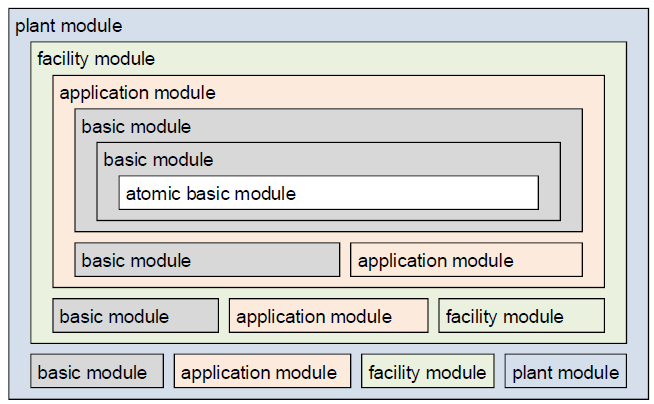 plant module
facility module
application module
basic module
basic module
atomic basic module
basic module application module
basic module application module facility module
basic module application module facility module plant module